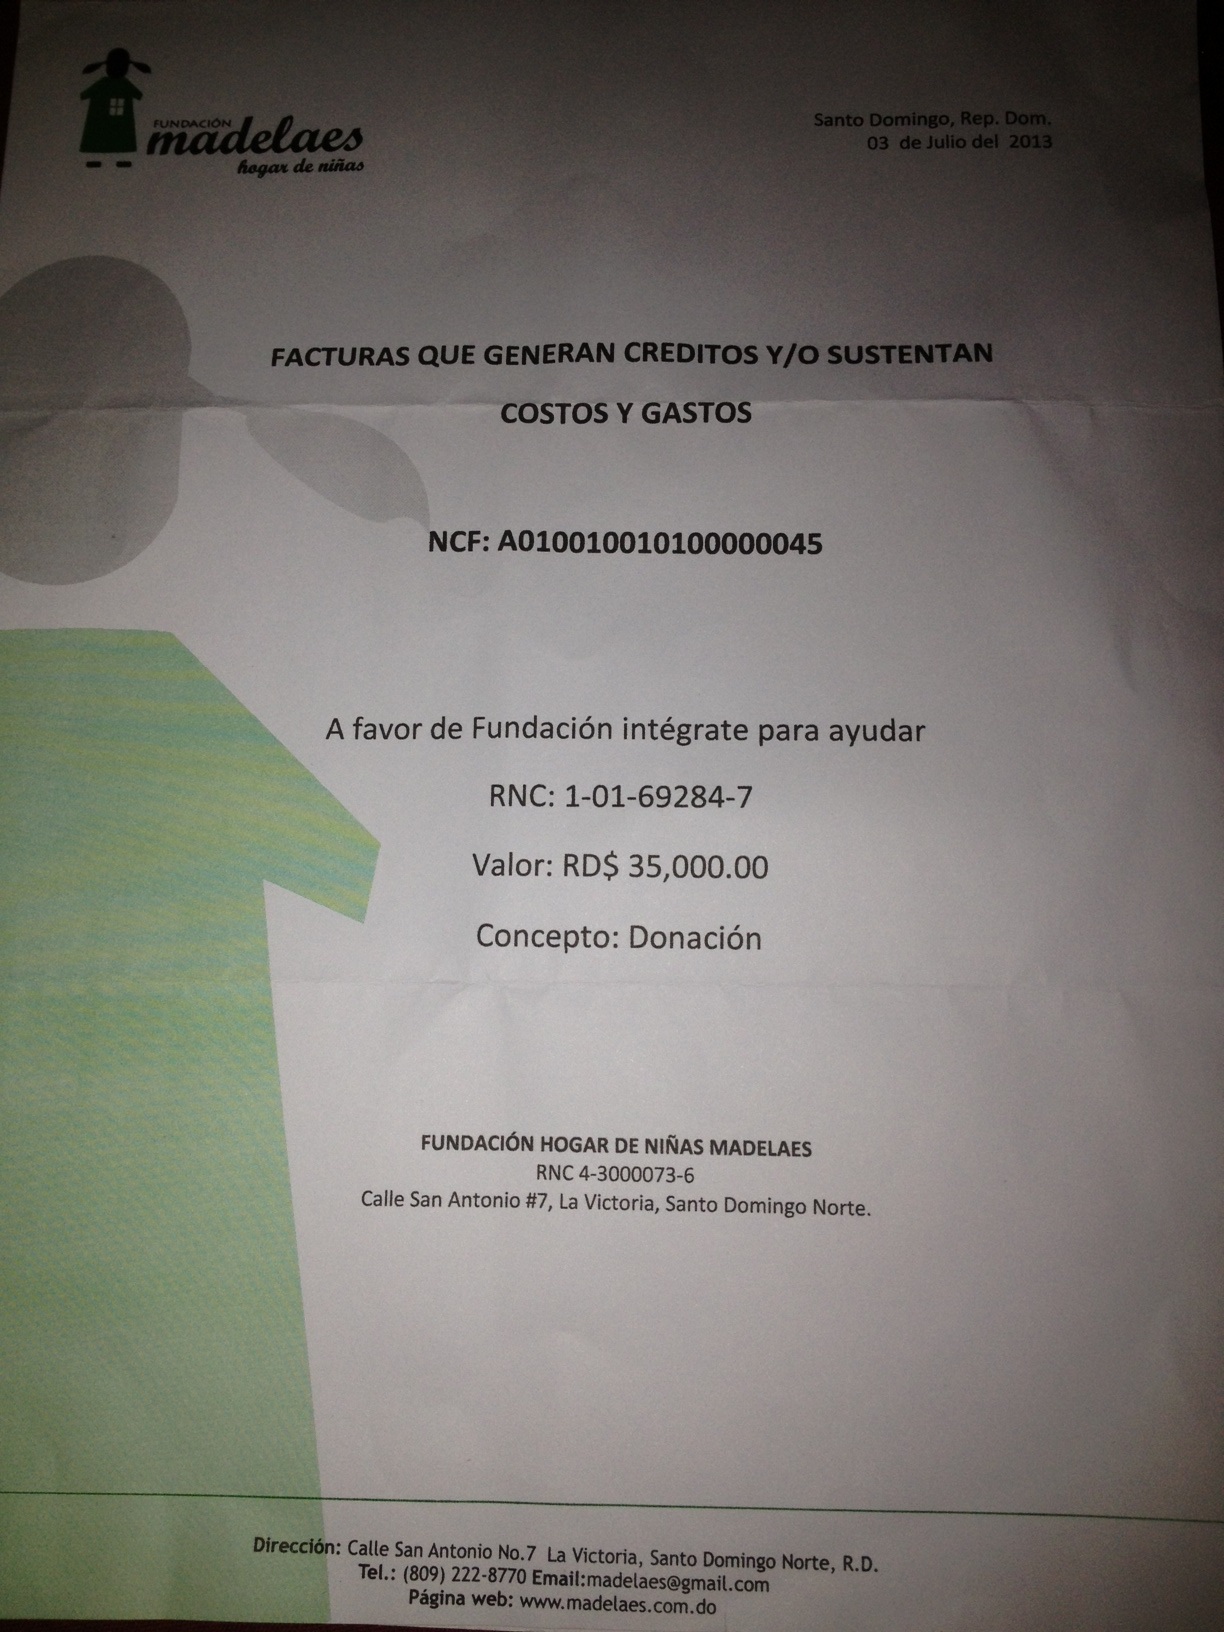 FUNDACIÓN
madelaes
hogar de niñas
Santo Domingo, Rep. Dom.
03 de Julio del 2013
FACTURAS QUE GENERAN CREDITOS Y/O SUSTENTAN
COSTOS Y GASTOS
NCF: A010010010100000045
A favor de Fundación intégrate para ayudar
RNC: 1-01-69284-7
Valor: RD$ 35,000.00
Concepto: Donación
FUNDACIÓN HOGAR DE NIÑAS MADELAES
RNC 4-3000073-6
Calle San Antonio #7, La Victoria, Santo Domingo Norte.
Dirección: Calle San Antonio No.7 La Victoria, Santo Domingo Norte, R.D.
Tel.: (809) 222-8770 Email:madelaes@gmail.com
Página web: www.madelaes.com.do